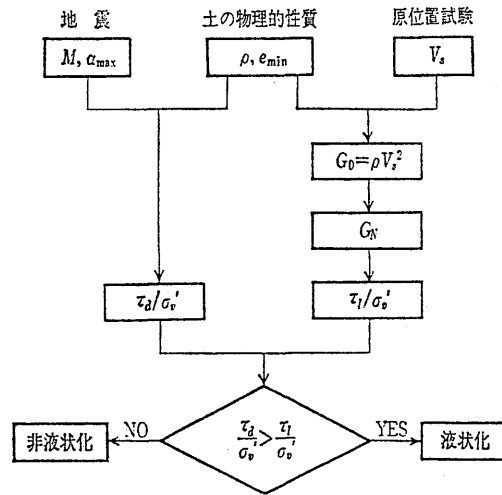 地 震 土の物理的性質 原位置試験
M, αmax ρ, emin Vs
G0=ρVs²
GN
τd/σv' τl/σv'
NO τd/σv' > τl/σv' YES
非液状化 液状化